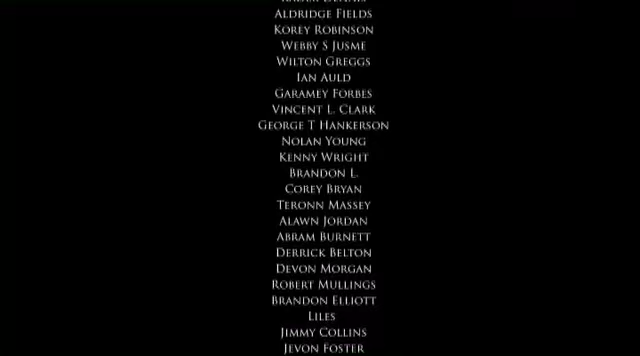 Aldridge Fields
Korey Robinson
Webby S Jusme
Wilton Greggs
Ian Auld
Garamey Forbes
Vincent L. Clark
George T Hankerson
Nolan Young
Kenny Wright
Brandon L.
Corey Bryan
Teronn Massey
Alawn Jordan
Abram Burnett
Derrick Belton
Devon Morgan
Robert Mullings
Brandon Elliott
Liles
Jimmy Collins
Jevon Foster